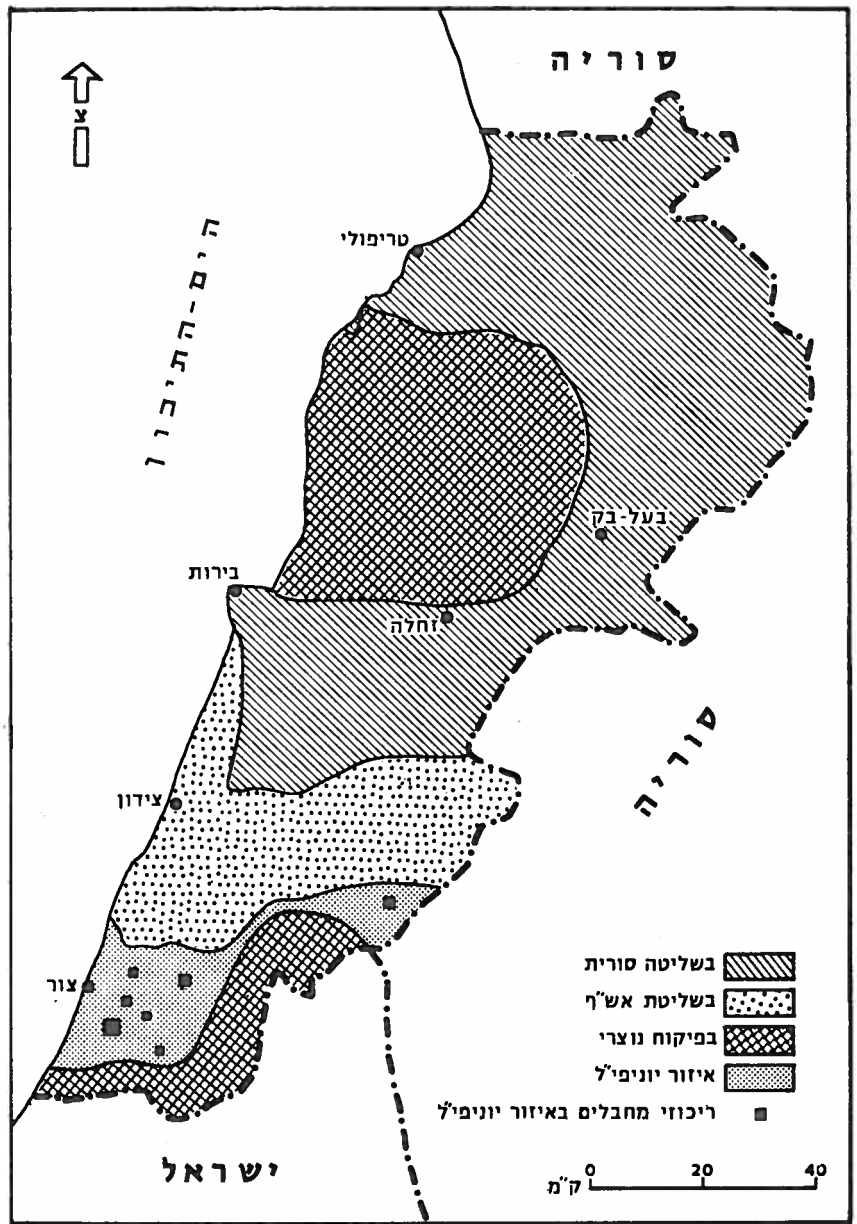 סוריה
צ
הים-התיכון
טריפולי
בעל-בק
בירות
זחלה
סוריה
צידון
צור
בשליטה סורית
בשליטת אש"ף
בפיקוח נוצרי
איזור יוניפי"ל
ריכוזי מחבלים באיזור יוניפי"ל
ישראל
0 20 40
ק"מ